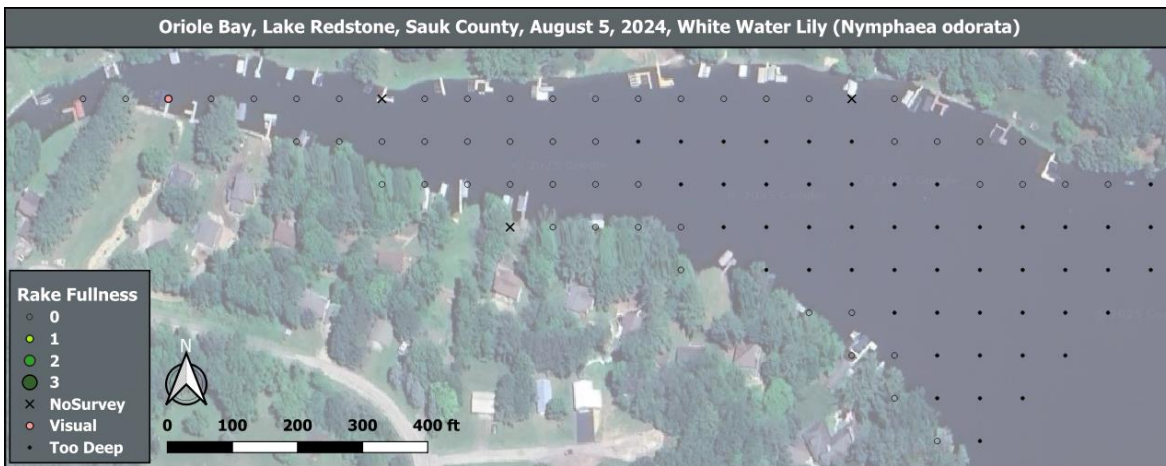 Oriole Bay, Lake Redstone, Sauk County, August 5, 2024, White Water Lily (Nymphaea odorata)
Rake Fullness
0
1
2
3
NoSurvey
Visual
Too Deep
N
0 100 200 300 400 ft